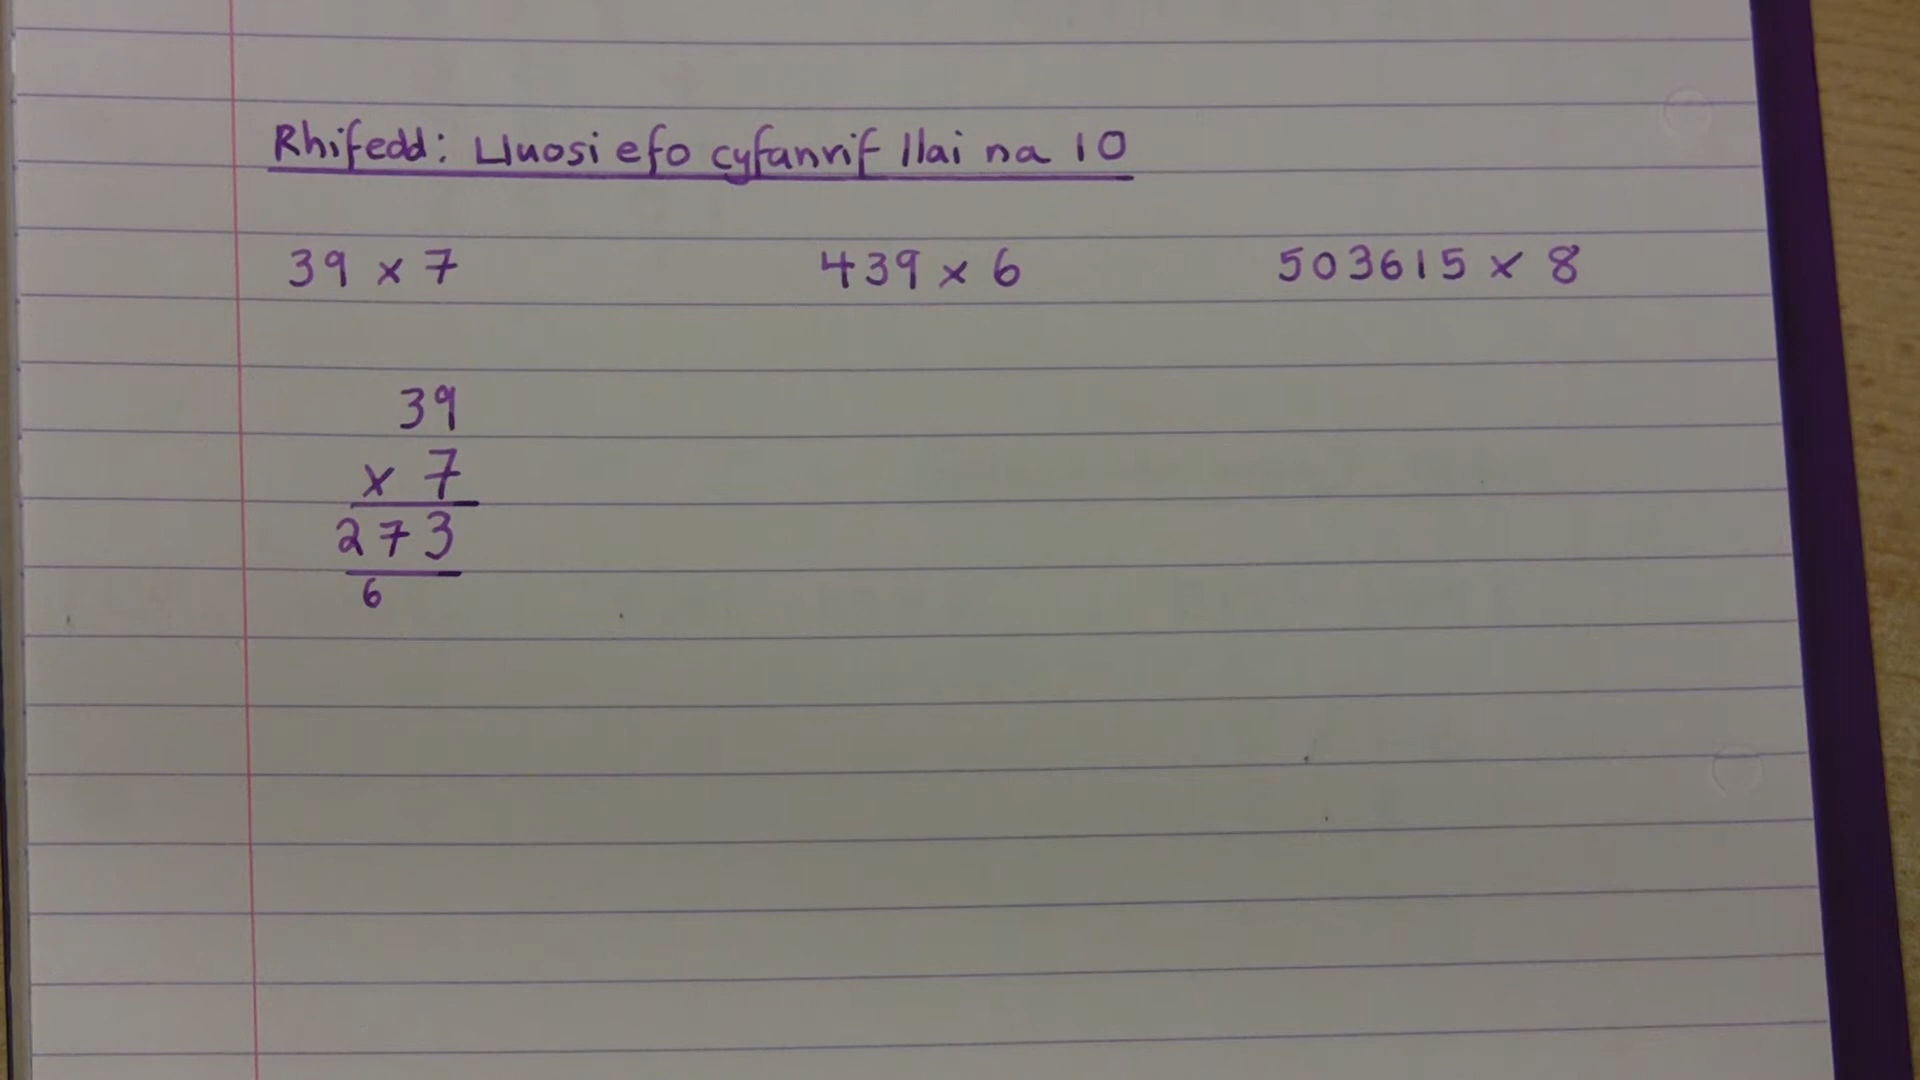 Rhifedd: Lluosi efo cyfanrif llai na 10
39 x 7 439 x 6 503615 x 8
39
x 7
273
6